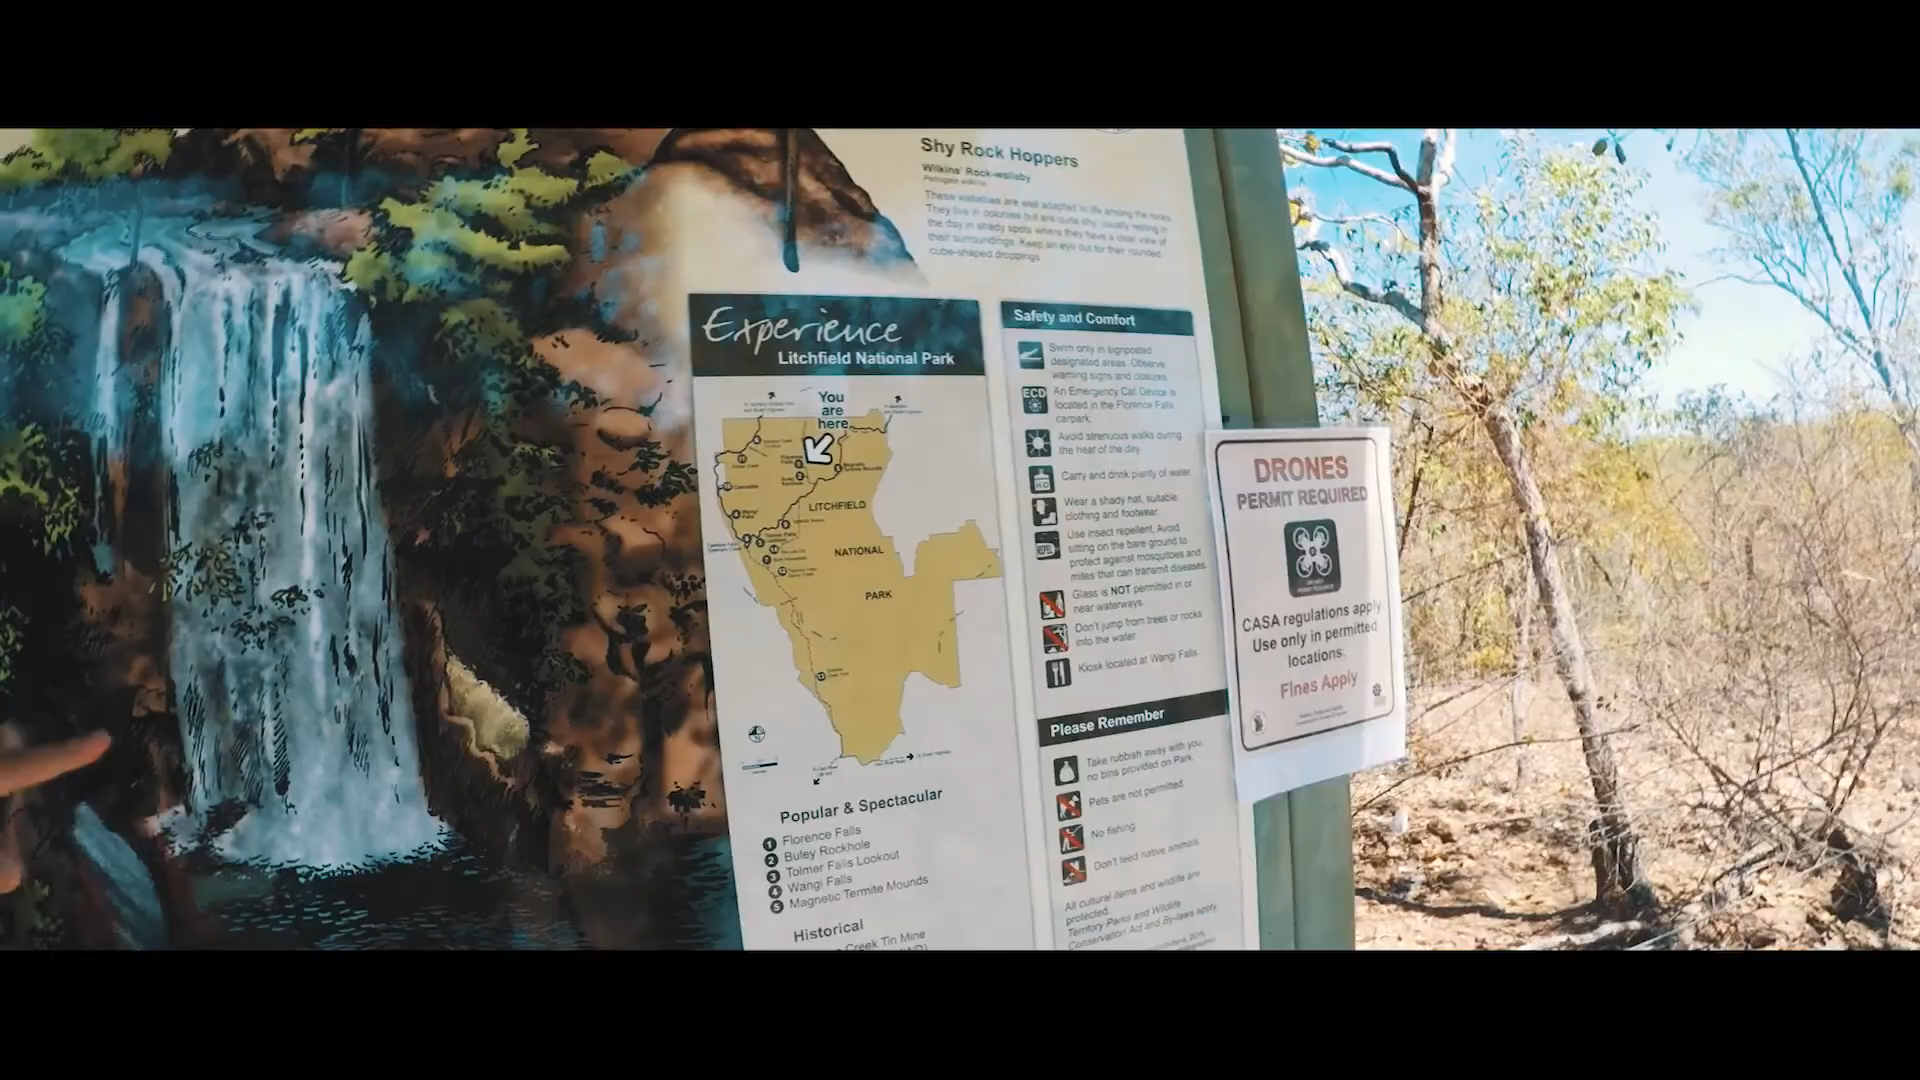 Shy Rock Hoppers
Wilkins' Rock-wallaby
These wallabies are well adapted to life among the rocks.
They live in colonies but are quite shy, usually resting in
the day in shady spots where they have a clear view of
their surroundings. Keep an eye out for their rounded,
cube-shaped droppings.
Experience
Litchfield National Park
You
are
here
LITCHFIELD
NATIONAL
PARK
Popular & Spectacular
1 Florence Falls
2 Buley Rockhole
3 Tolmer Falls Lookout
4 Wangi Falls
5 Magnetic Termite Mounds
Historical
Creek Tin Mine
Safety and Comfort
Swim only in signposted
designated areas. Observe
warning signs and closures.
ECD
An Emergency Call Device is
located in the Florence Falls
carpark.
Avoid strenuous walks during
the heat of the day.
H2O
Carry and drink plenty of water.
Wear a shady hat, suitable
clothing and footwear.
REPEL
Use insect repellent. Avoid
sitting on the bare ground to
protect against mosquitoes and
mites that can transmit diseases.
Glass is NOT permitted in or
near waterways.
Don't jump from trees or rocks
into the water.
Kiosk located at Wangi Falls.
Please Remember
Take rubbish away with you,
no bins provided on Park.
Pets are not permitted.
No fishing.
Don't feed native animals.
All cultural items and wildlife are
protected.
Territory Parks and Wildlife
Conservation Act and By-laws apply.
DRONES
PERMIT REQUIRED
CASA regulations apply.
Use only in permitted
locations.
Fines Apply